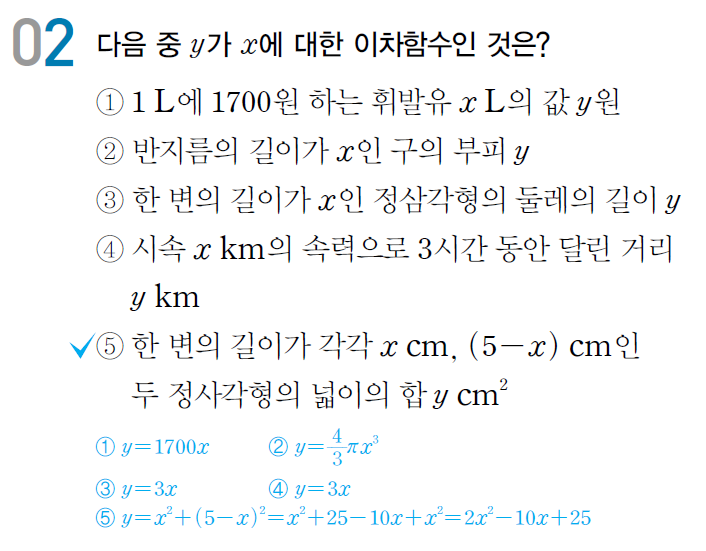 02 다음 중 y가 x에 대한 이차함수인 것은?
① 1 L에 1700원 하는 휘발유 x L의 값 y원
② 반지름의 길이가 x인 구의 부피 y
③ 한 변의 길이가 x인 정삼각형의 둘레의 길이 y
④ 시속 x km의 속력으로 3시간 동안 달린 거리
y km
⑤ 한 변의 길이가 각각 x cm, (5-x) cm인
두 정사각형의 넓이의 합 y cm²
① y=1700x ② y=4/3πx³
③ y=3x ④ y=3x
⑤ y=x²+(5-x)²=x²+25-10x+x²=2x²-10x+25